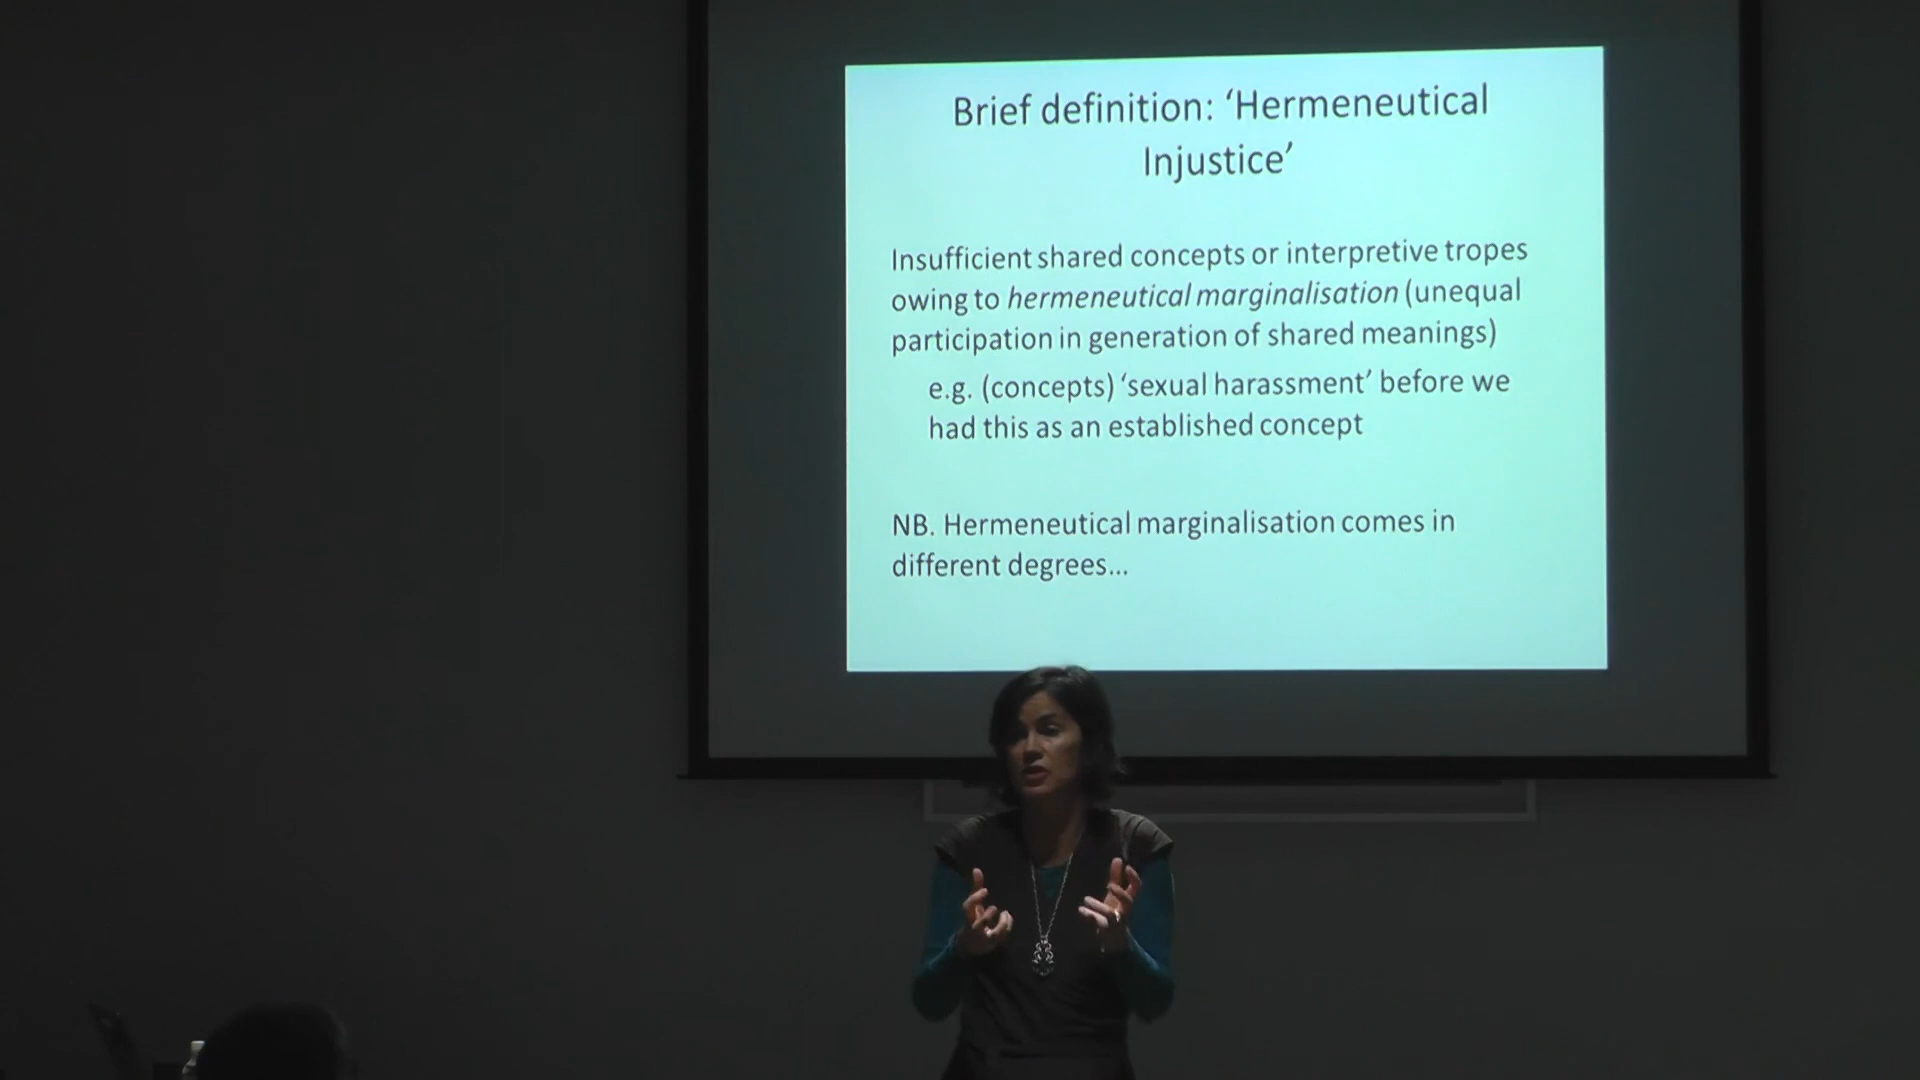 Brief definition: ‘Hermeneutical
Injustice’
Insufficient shared concepts or interpretive tropes
owing to hermeneutical marginalisation (unequal
participation in generation of shared meanings)
e.g. (concepts) ‘sexual harassment’ before we
had this as an established concept
NB. Hermeneutical marginalisation comes in
different degrees...